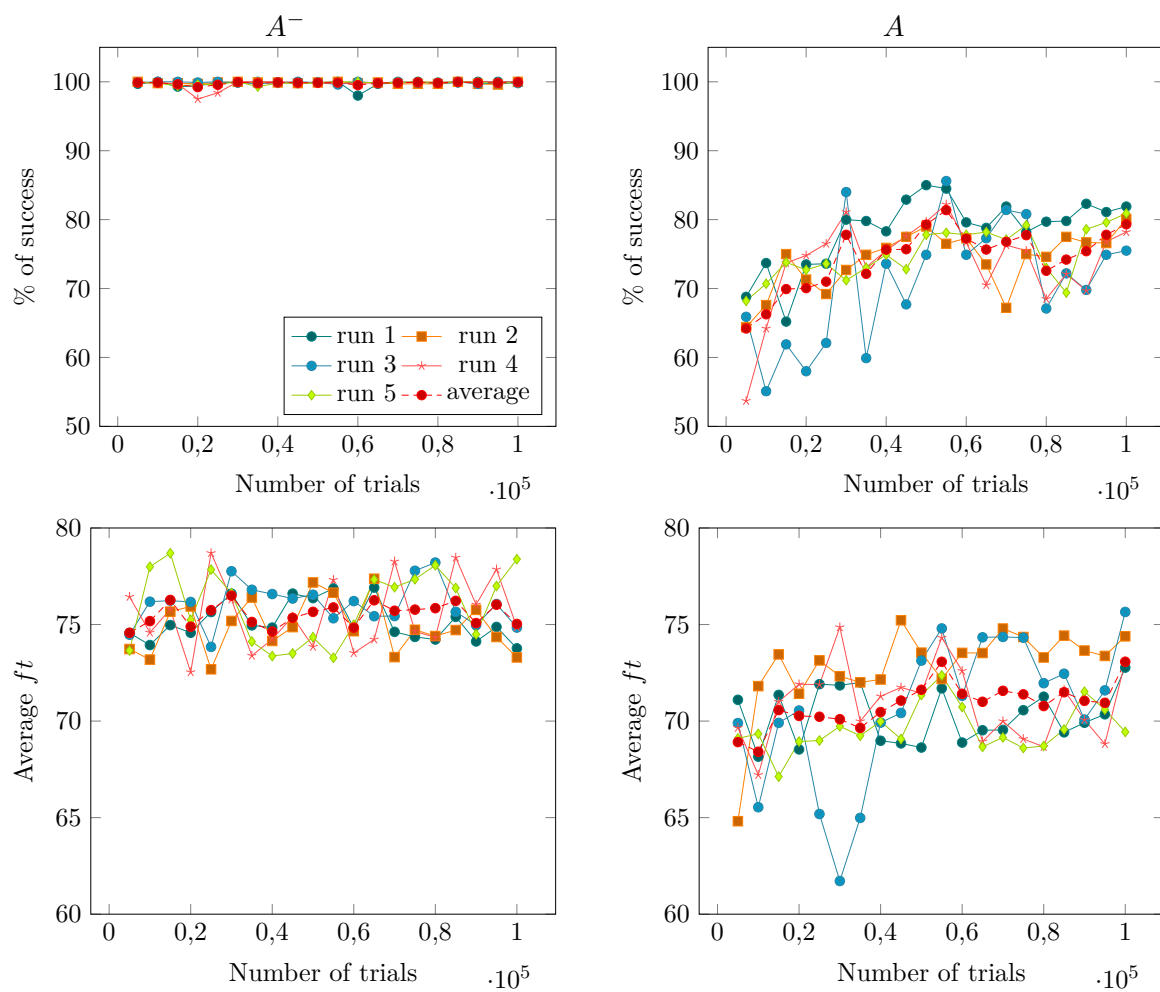 A⁻
100
90
80
70
60
50
% of success
run 1 run 2
run 3 run 4
run 5 average
0 0,2 0,4 0,6 0,8 1
Number of trials
·10⁵
A
100
90
80
70
60
50
% of success
0 0,2 0,4 0,6 0,8 1
Number of trials
·10⁵
80
75
70
65
60
Average ft
0 0,2 0,4 0,6 0,8 1
Number of trials
·10⁵
80
75
70
65
60
Average ft
0 0,2 0,4 0,6 0,8 1
Number of trials
·10⁵